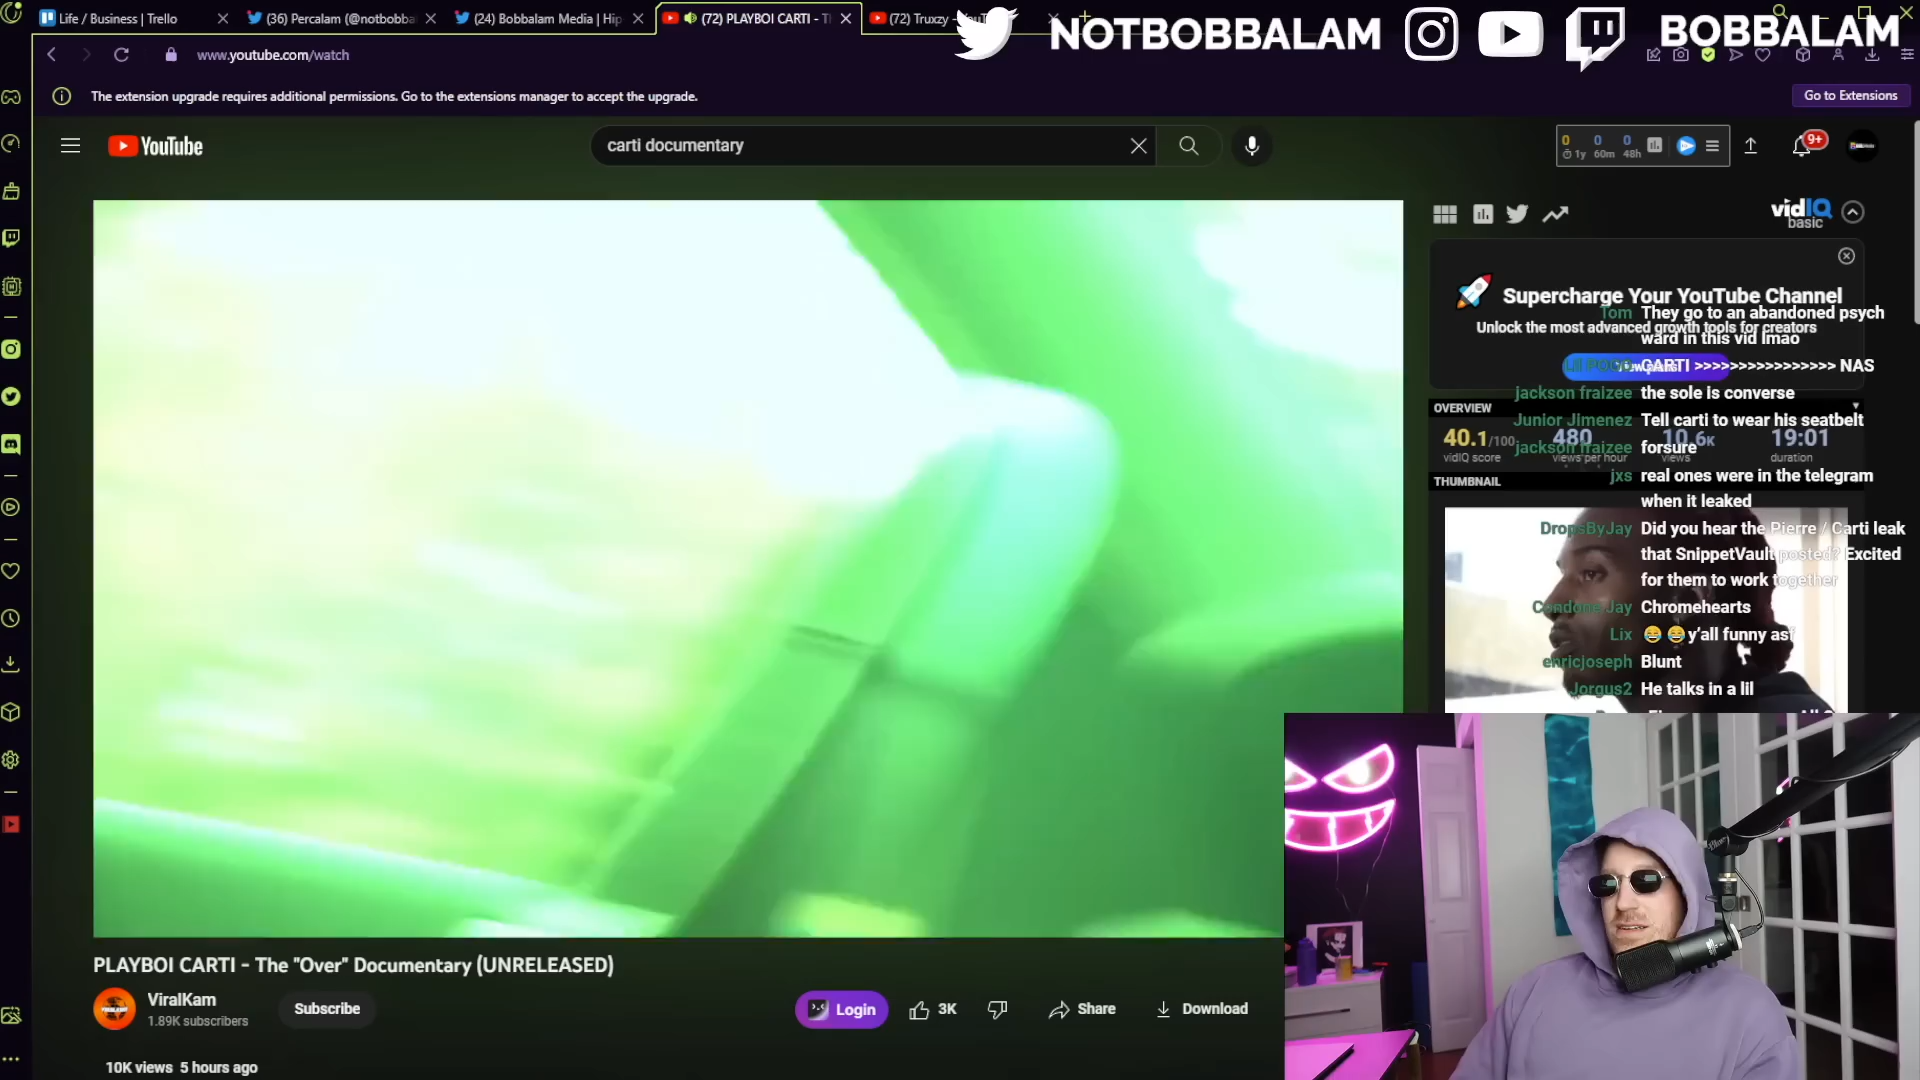 Life / Business | Trello
(36) Percalam (@notbobba
(24) Bobbalam Media | Hip
(72) PLAYBOI CARTI - T
(72) Truxzy
NOTBOBBALAM
BOBBALAM
www.youtube.com/watch
The extension upgrade requires additional permissions. Go to the extensions manager to accept the upgrade.
Go to Extensions
YouTube
carti documentary
0 0 0
1y 60m 48h
9+
vidIQ
basic
Supercharge Your YouTube Channel
Unlock the most advanced growth tools for creators
Tom They go to an abandoned psych
ward in this vid lmao
CARTI >>>>>>>>>>>>>>>> NAS
jackson fraizee the sole is converse
OVERVIEW
Junior Jimenez Tell carti to wear his seatbelt
40.1/100 480 10.6K 19:01
jackson fraizee forsure
vidIQ score views per hour views duration
THUMBNAIL
jxs real ones were in the telegram
when it leaked
DropsByJay Did you hear the Pierre / Carti leak
that SnippetVault posted? Excited
for them to work together
Condone Jay Chromehearts
Lix 😂 😂 y'all funny asf
enricjoseph Blunt
Jorgus2 He talks in a lil
PLAYBOI CARTI - The "Over" Documentary (UNRELEASED)
ViralKam
1.89K subscribers
Subscribe
Login
3K
Share
Download
10K views 5 hours ago